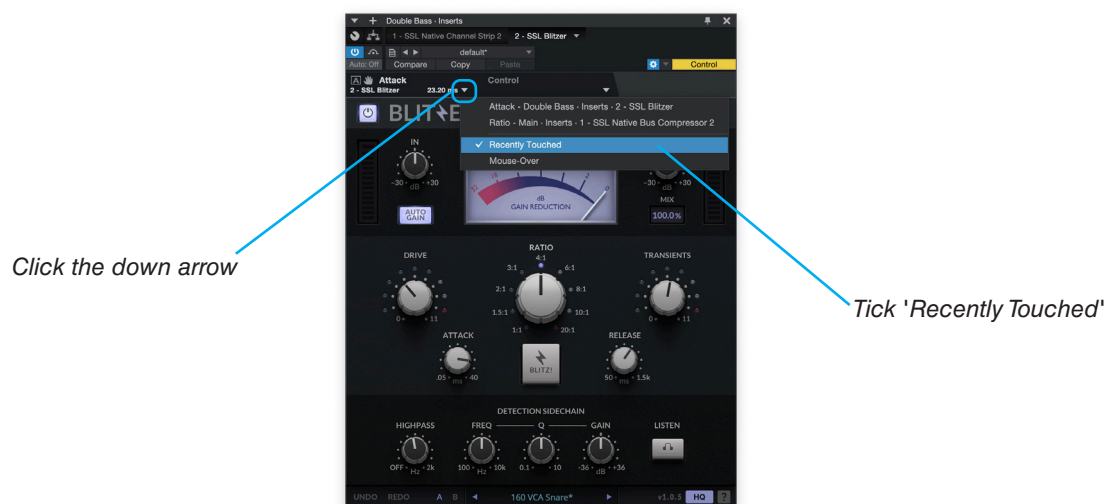 Double Bass · Inserts
1 - SSL Native Channel Strip 2 2 - SSL Blitzer
default*
Auto: Off Compare Copy Paste Control
A Attack Control
2 - SSL Blitzer 23.20 ms
Attack - Double Bass · Inserts · 2 - SSL Blitzer
Ratio - Main · Inserts · 1 - SSL Native Bus Compressor 2
Recently Touched
Mouse-Over
IN
-30 +30
dB
-30 +30
dB
dB
GAIN REDUCTION
MIX
100.0%
AUTO
GAIN
Click the down arrow
Tick 'Recently Touched'
DRIVE
0 11
RATIO
4:1
3:1 6:1
2:1 8:1
1.5:1 10:1
1:1 20:1
TRANSIENTS
0 11
ATTACK
.05 40
ms
BLITZ!
RELEASE
50 1.5k
ms
DETECTION SIDECHAIN
HIGHPASS FREQ Q GAIN LISTEN
OFF 2k 100 10k 0.1 10 -36 +36
Hz Hz dB
UNDO REDO A B 160 VCA Snare* v1.0.5 HQ ?